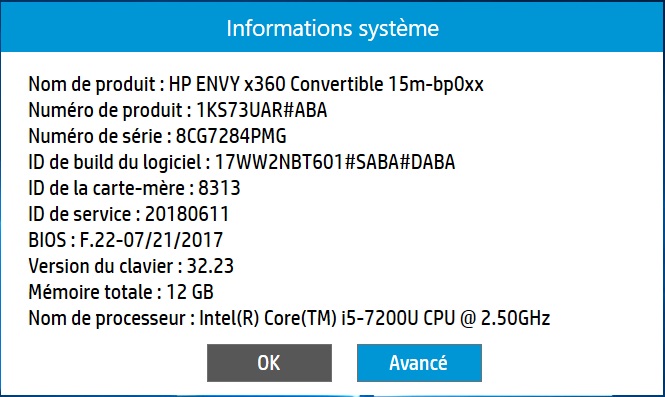 Informations système
Nom de produit : HP ENVY x360 Convertible 15m-bp0xx
Numéro de produit : 1KS73UAR#ABA
Numéro de série : 8CG7284PMG
ID de build du logiciel : 17WW2NBT601#SABA#DABA
ID de la carte-mère : 8313
ID de service : 20180611
BIOS : F.22-07/21/2017
Version du clavier : 32.23
Mémoire totale : 12 GB
Nom de processeur : Intel(R) Core(TM) i5-7200U CPU @ 2.50GHz
OK Avancé